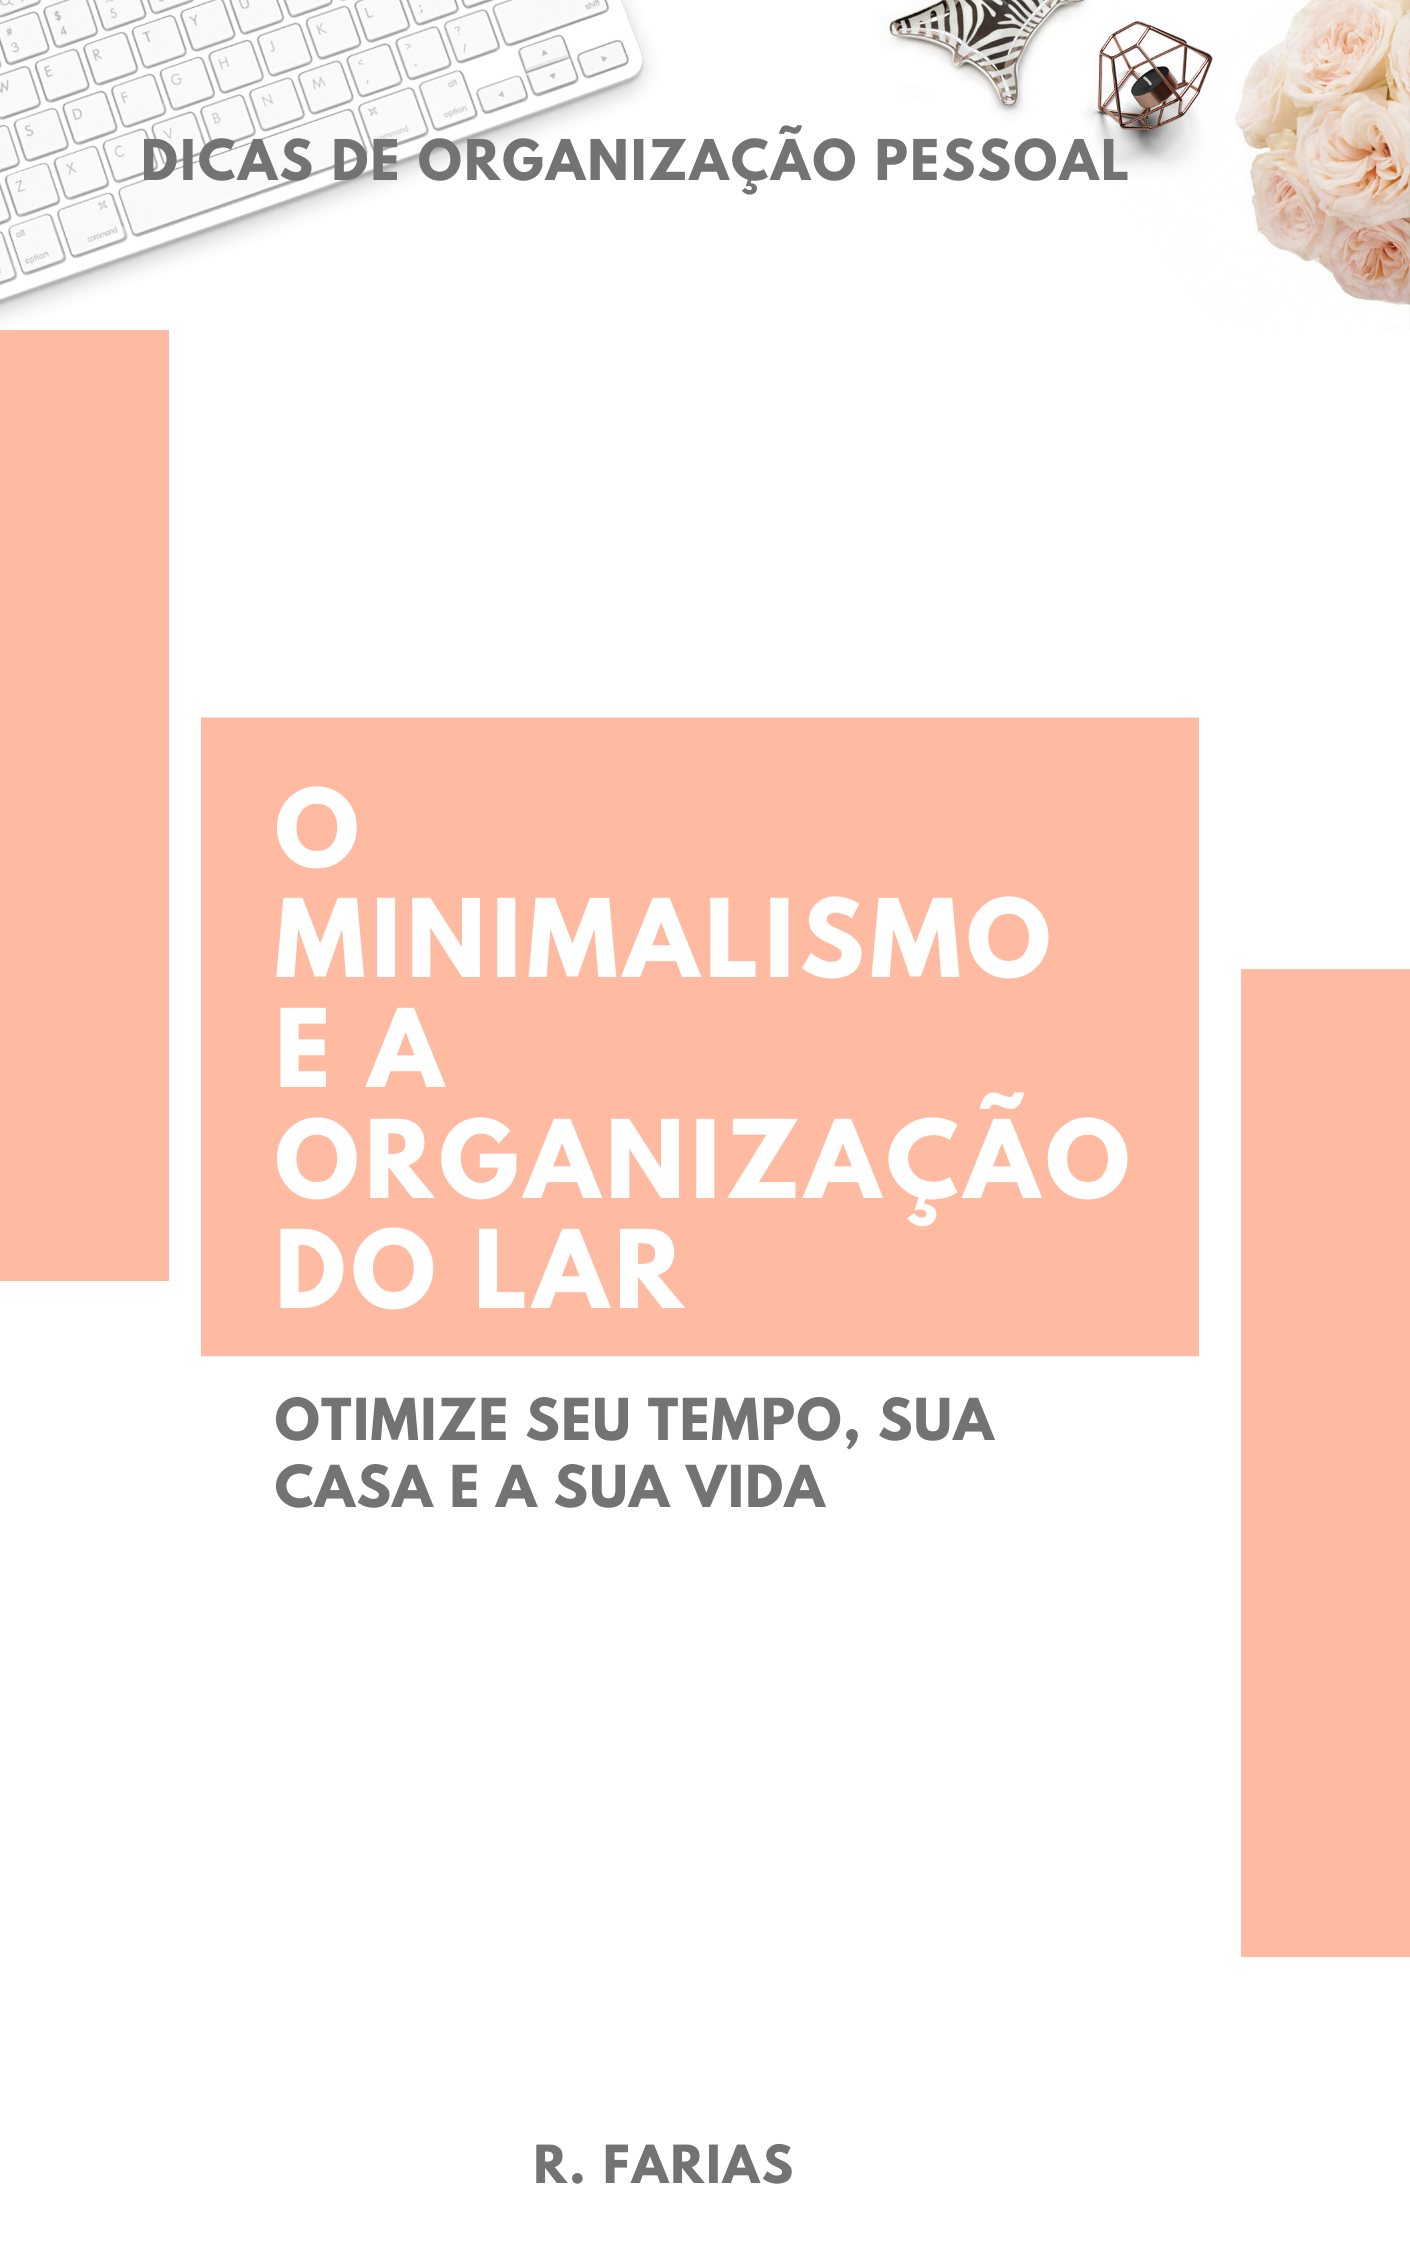 DICAS DE ORGANIZAÇÃO PESSOAL
O
MINIMALISMO
E A
ORGANIZAÇÃO
DO LAR
OTIMIZE SEU TEMPO, SUA
CASA E A SUA VIDA
R. FARIAS